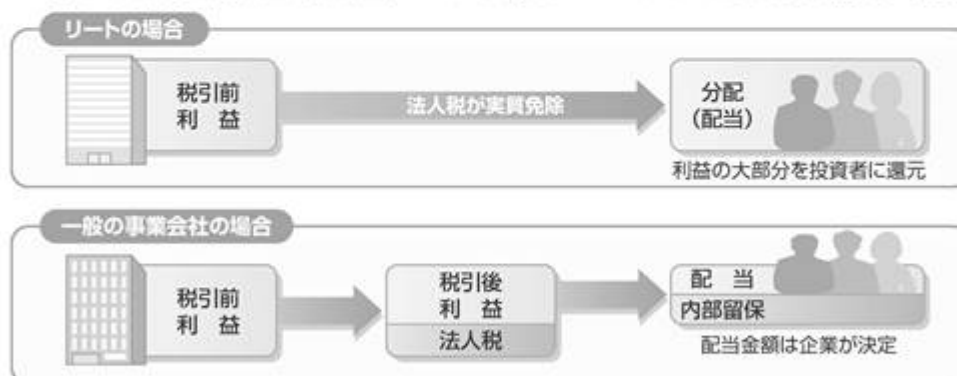 リートの場合
税引前
利 益
法人税が実質免除
分配
(配当)
利益の大部分を投資者に還元
一般の事業会社の場合
税引前
利 益
税引後
利 益
法人税
配 当
内部留保
配当金額は企業が決定